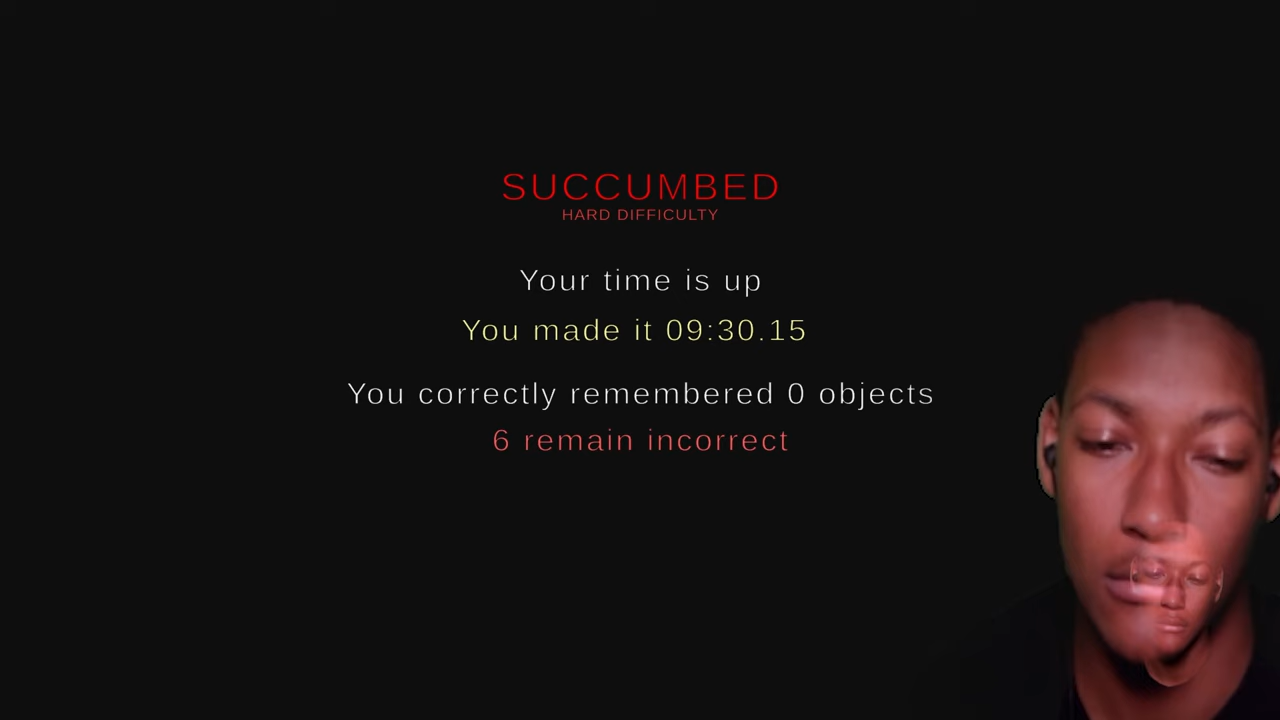 SUCCUMBED
HARD DIFFICULTY
Your time is up
You made it 09:30.15
You correctly remembered 0 objects
6 remain incorrect